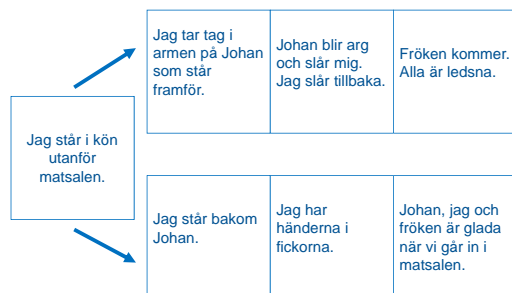 Jag tar tag i
armen på Johan
som står
framför.
Johan blir arg
och slår mig.
Jag slår tillbaka.
Fröken kommer.
Alla är ledsna.
Jag står i kön
utanför
matsalen.
Jag står bakom
Johan.
Jag har
händerna i
fickorna.
Johan, jag och
fröken är glada
när vi går in i
matsalen.